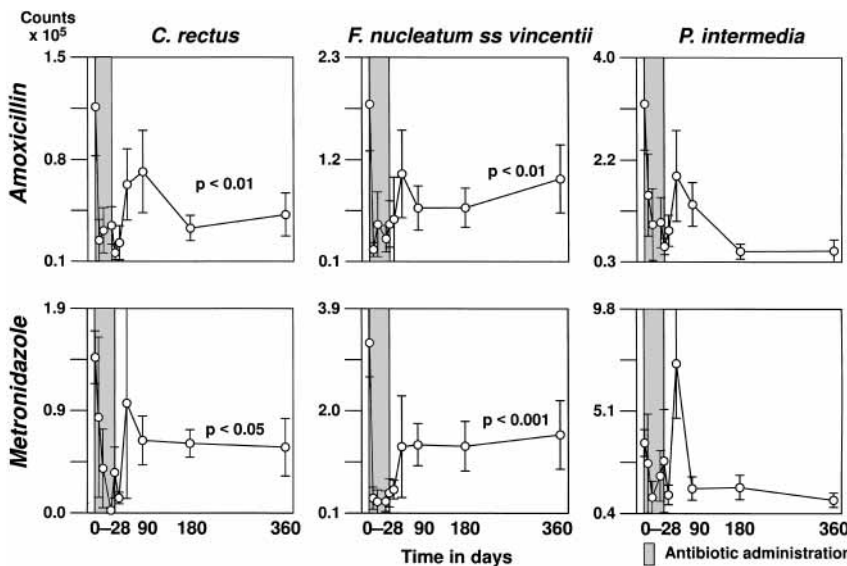 Counts
x 10⁵
C. rectus
F. nucleatum ss vincentii
P. intermedia
Amoxicillin
1.5
0.8
0.1
p < 0.01
2.3
1.2
0.1
p < 0.01
4.0
2.2
0.3
Metronidazole
1.9
0.9
0.0
p < 0.05
3.9
2.0
0.1
p < 0.001
9.8
5.1
0.4
0–28 90 180 360
0–28 90 180 360
0–28 90 180 360
Time in days
Antibiotic administration